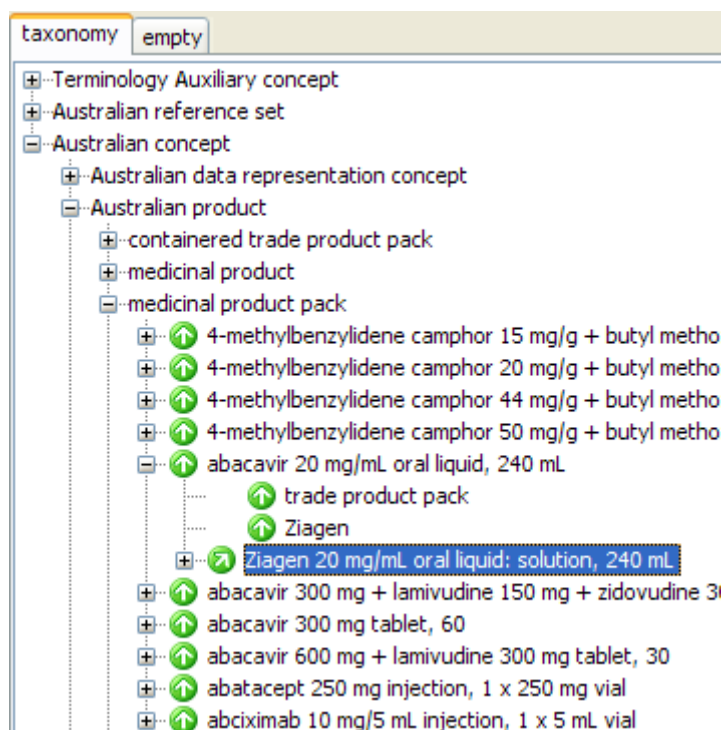 taxonomy empty
Terminology Auxiliary concept
Australian reference set
Australian concept
Australian data representation concept
Australian product
containered trade product pack
medicinal product
medicinal product pack
4-methylbenzylidene camphor 15 mg/g + butyl metho
4-methylbenzylidene camphor 20 mg/g + butyl metho
4-methylbenzylidene camphor 44 mg/g + butyl metho
4-methylbenzylidene camphor 50 mg/g + butyl metho
abacavir 20 mg/mL oral liquid, 240 mL
trade product pack
Ziagen
Ziagen 20 mg/mL oral liquid: solution, 240 mL
abacavir 300 mg + lamivudine 150 mg + zidovudine 30
abacavir 300 mg tablet, 60
abacavir 600 mg + lamivudine 300 mg tablet, 30
abatacept 250 mg injection, 1 x 250 mg vial
abciximab 10 mg/5 mL injection, 1 x 5 mL vial